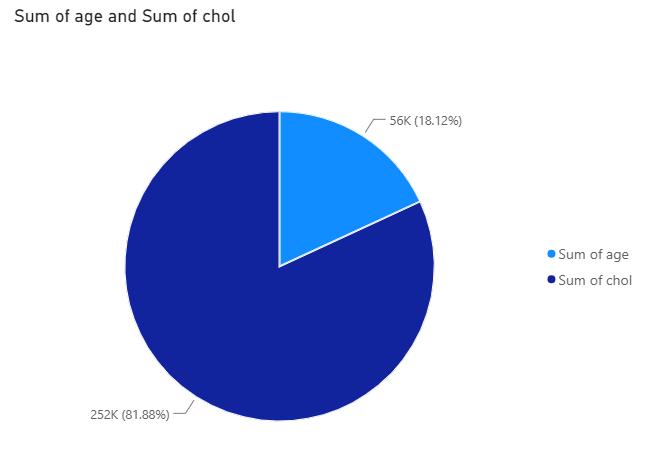 Sum of age and Sum of chol
56K (18.12%)
Sum of age
Sum of chol
252K (81.88%)